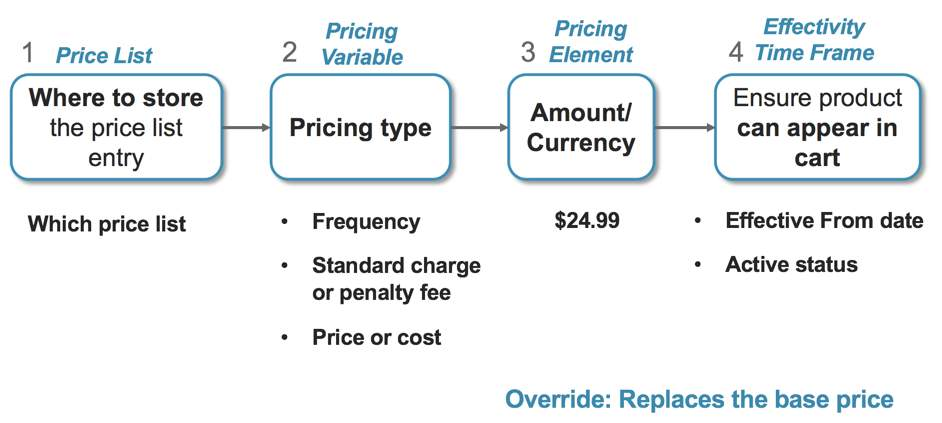 1 Price List
Where to store
the price list
entry
Which price list
2 Pricing
Variable
Pricing type
• Frequency
• Standard charge
or penalty fee
• Price or cost
3 Pricing
Element
Amount/
Currency
$24.99
4 Effectivity
Time Frame
Ensure product
can appear in
cart
• Effective From date
• Active status
Override: Replaces the base price